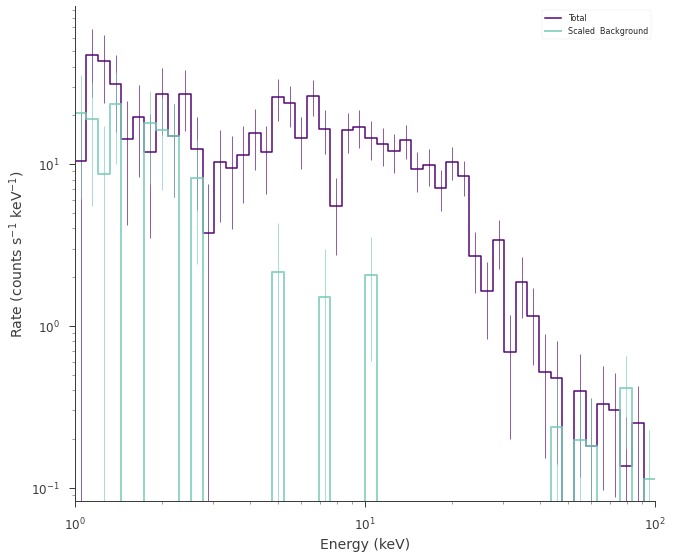 Total
Scaled Background
Rate (counts s⁻¹ keV⁻¹)
10¹
10⁰
10⁻¹
10⁰ 10¹ 10²
Energy (keV)